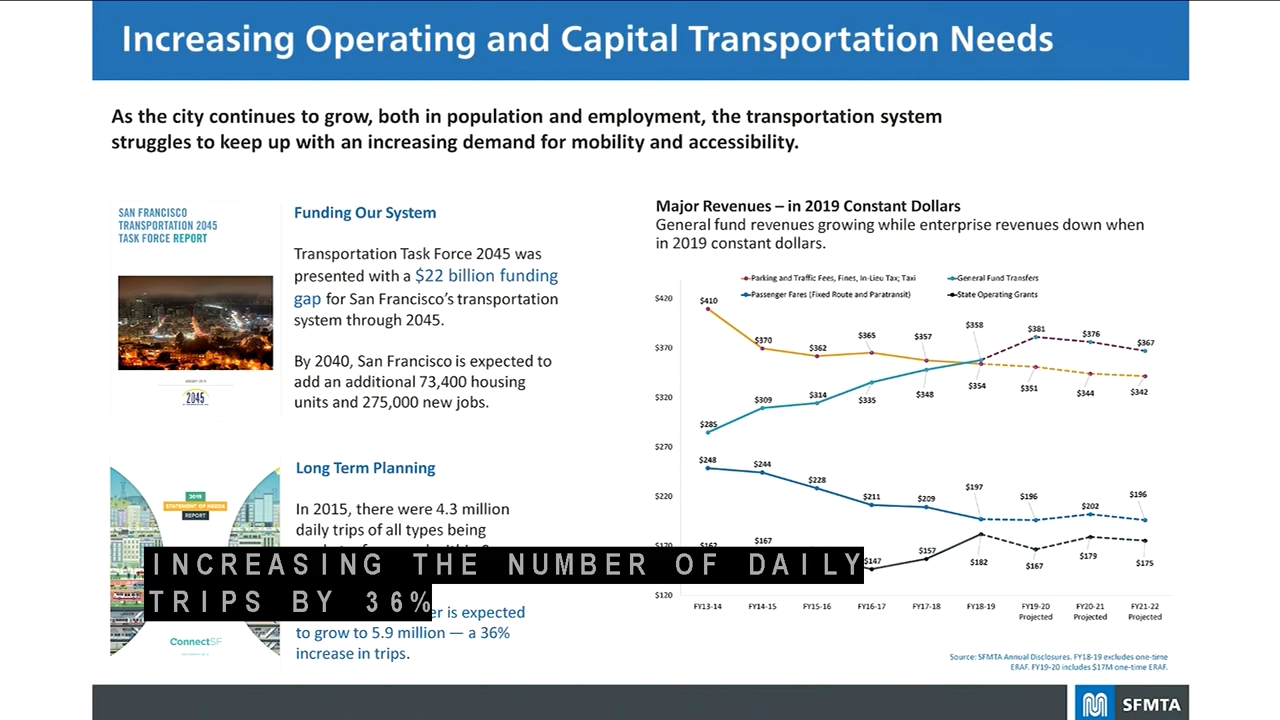 Increasing Operating and Capital Transportation Needs
As the city continues to grow, both in population and employment, the transportation system
struggles to keep up with an increasing demand for mobility and accessibility.
SAN FRANCISCO
TRANSPORTATION 2045
TASK FORCE REPORT
2045
Funding Our System
Transportation Task Force 2045 was
presented with a $22 billion funding
gap for San Francisco's transportation
system through 2045.
By 2040, San Francisco is expected to
add an additional 73,400 housing
units and 275,000 new jobs.
STATEMENT OF NEEDS
REPORT
ConnectSF
Long Term Planning
In 2015, there were 4.3 million
daily trips of all types being
er is expected
to grow to 5.9 million — a 36%
increase in trips.
INCREASING THE NUMBER OF DAILY
TRIPS BY 36%
Major Revenues – in 2019 Constant Dollars
General fund revenues growing while enterprise revenues down when
in 2019 constant dollars.
Parking and Traffic Fees, Fines, In-Lieu Tax; Taxi
General Fund Transfers
Passenger Fares (Fixed Route and Paratransit)
State Operating Grants
$420
$370
$320
$270
$220
$170
$120
$410 $370 $362 $365 $357 $354 $351 $344 $342
$285 $309 $314 $335 $348 $358 $381 $376 $367
$248 $244 $228 $211 $209 $197 $196 $202 $196
$162 $167 $147 $157 $182 $167 $179 $175
FY13-14 FY14-15 FY15-16 FY16-17 FY17-18 FY18-19 FY19-20 FY20-21 FY21-22
Projected Projected Projected
Source: SFMTA Annual Disclosures. FY18-19 excludes one-time
ERAF. FY19-20 includes $17M one-time ERAF.
SFMTA